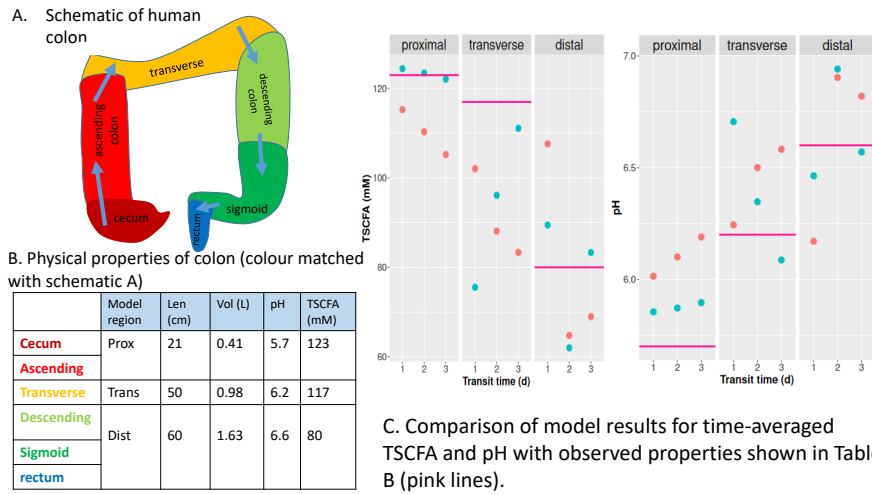 A. Schematic of human
colon
transverse
ascending
colon
descending
colon
cecum
rectum
sigmoid
B. Physical properties of colon (colour matched
with schematic A)
Model region Len (cm) Vol (L) pH TSCFA (mM)
Cecum Prox 21 0.41 5.7 123
Ascending
Transverse Trans 50 0.98 6.2 117
Descending
Dist 60 1.63 6.6 80
Sigmoid
rectum
proximal transverse distal
TSCFA (mM)
120
100
80
60
1 2 3 1 2 3 1 2 3
Transit time (d)
proximal transverse distal
pH
7.0
6.5
6.0
1 2 3 1 2 3 1 2 3
Transit time (d)
C. Comparison of model results for time-averaged
TSCFA and pH with observed properties shown in Table
B (pink lines).